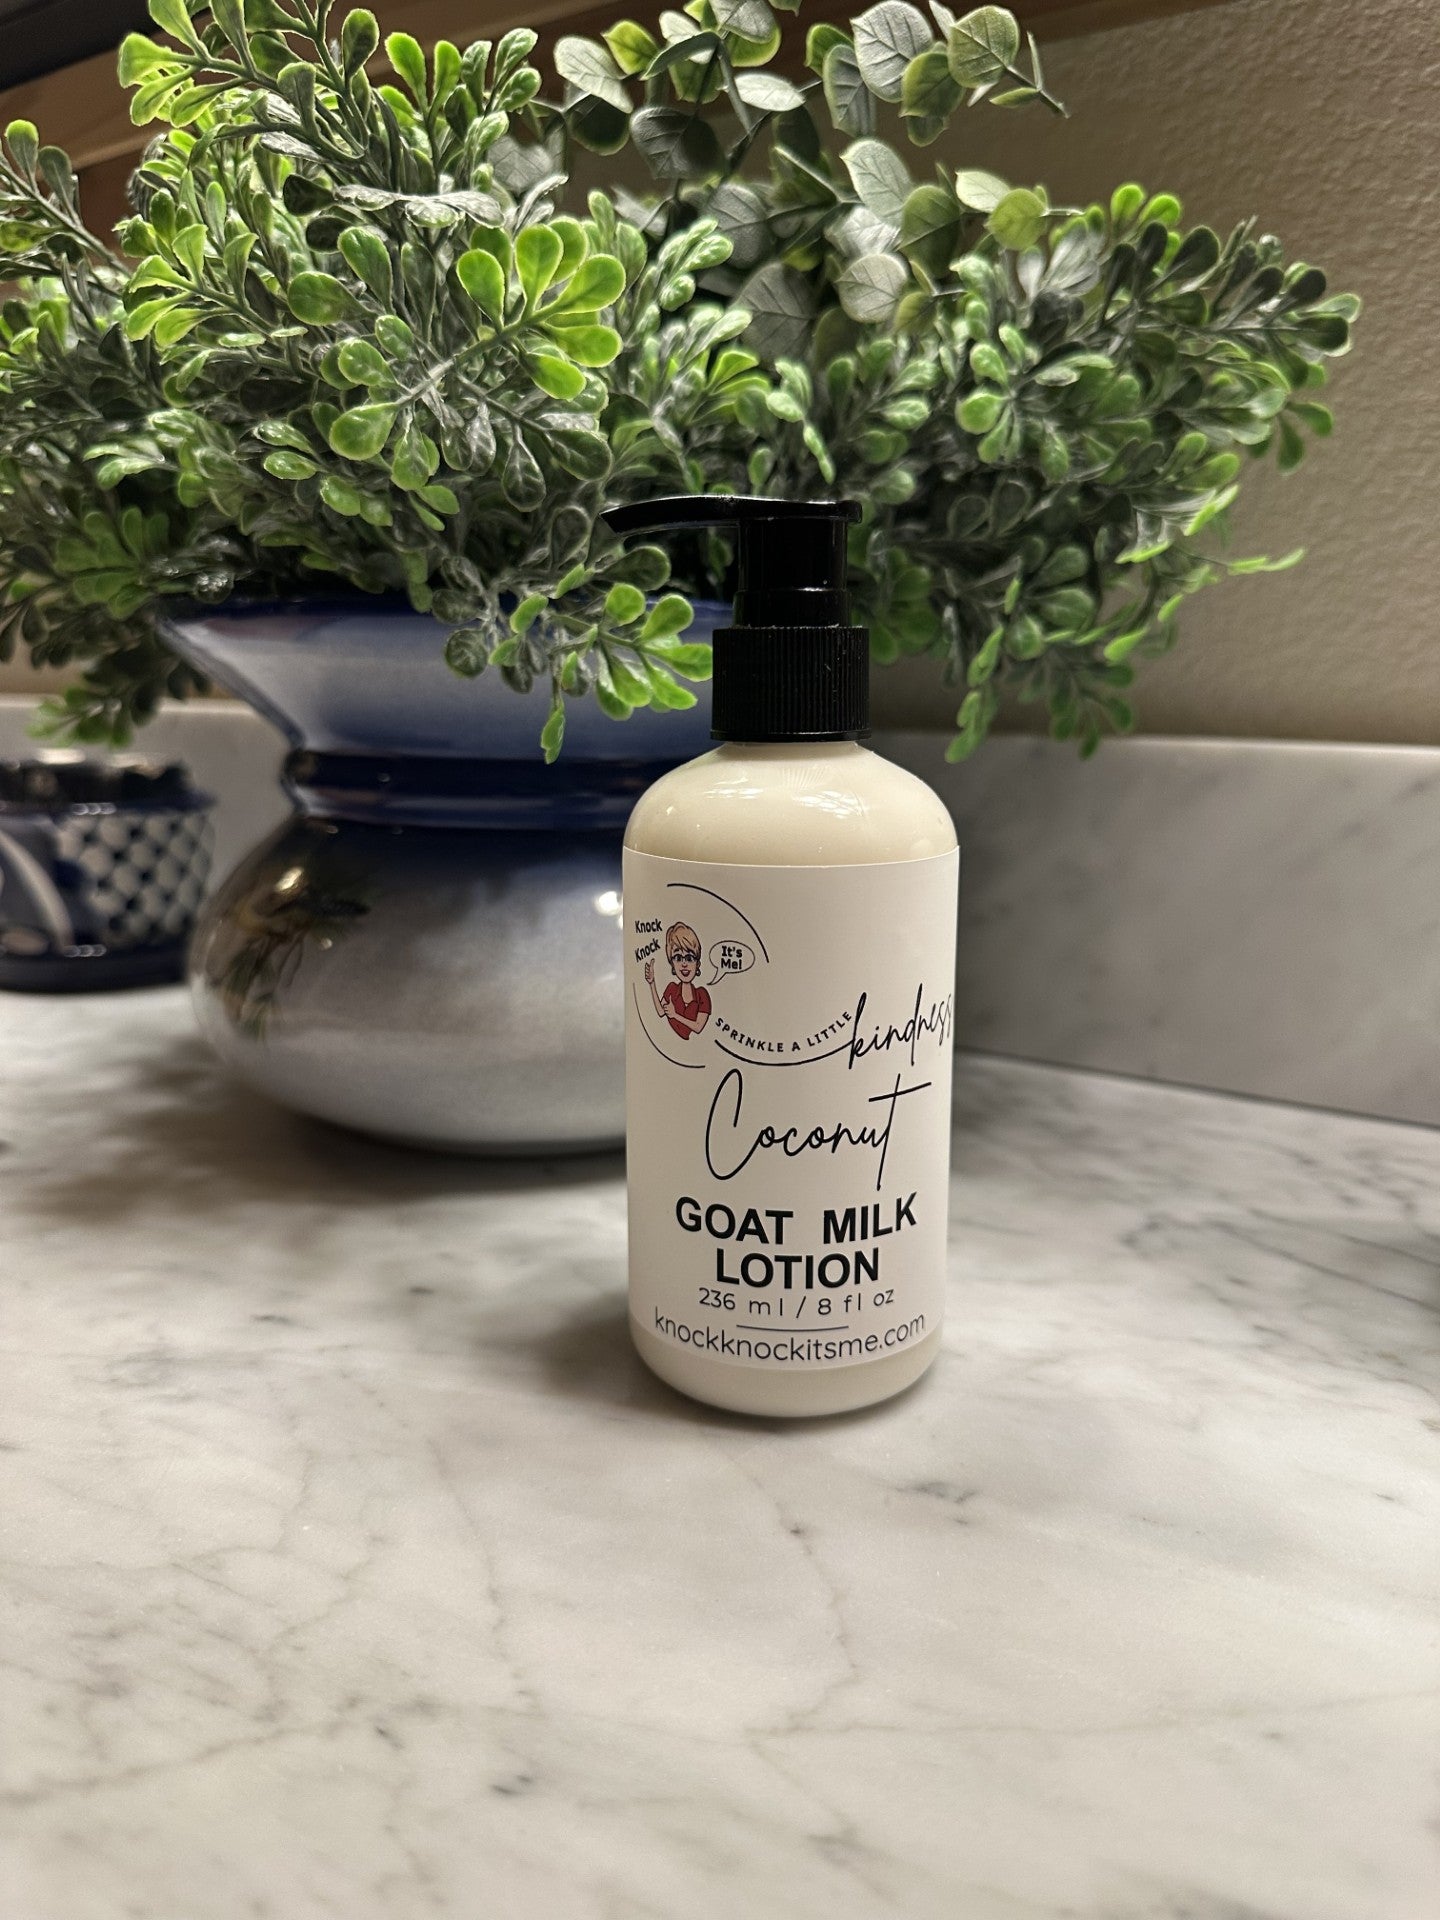 Knock
Knock
It's
Me!
SPRINKLE A LITTLE kindness
Coconut
GOAT MILK
LOTION
236 ml / 8 fl oz
knockknockitsme.com